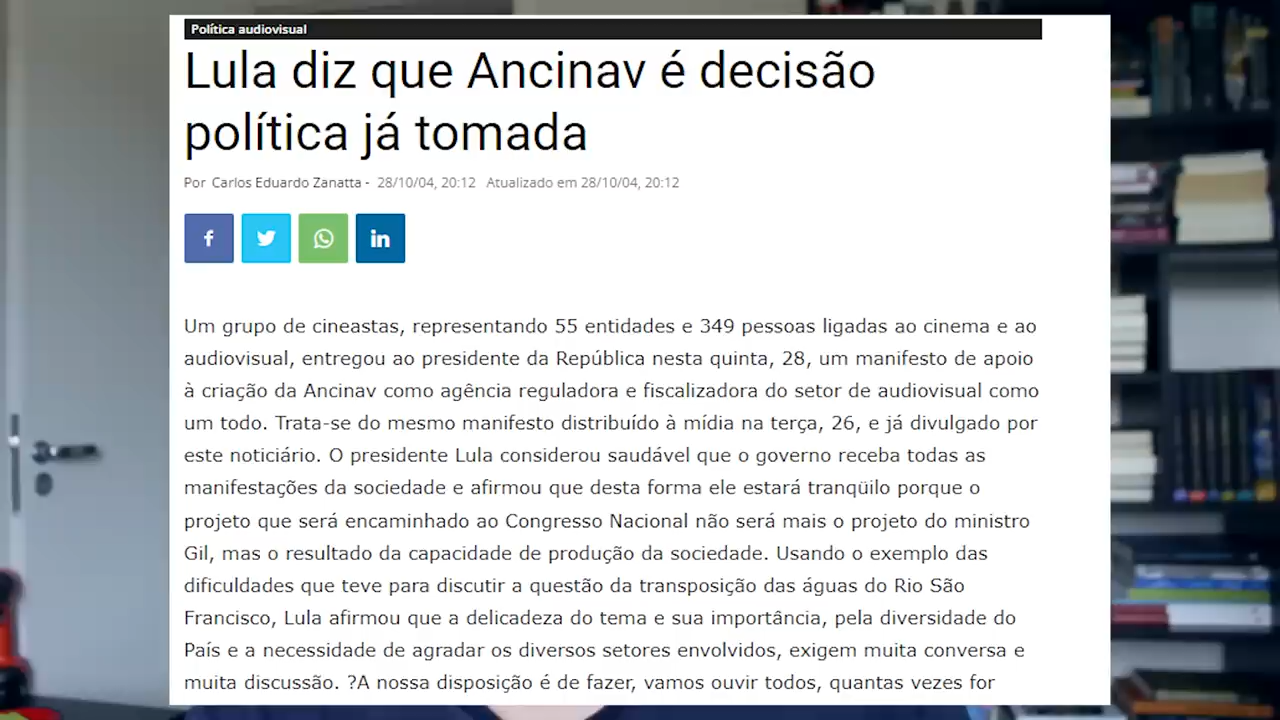 Política audiovisual
Lula diz que Ancinav é decisão
política já tomada
Por Carlos Eduardo Zanatta - 28/10/04, 20:12 Atualizado em 28/10/04, 20:12
Um grupo de cineastas, representando 55 entidades e 349 pessoas ligadas ao cinema e ao
audiovisual, entregou ao presidente da República nesta quinta, 28, um manifesto de apoio
à criação da Ancinav como agência reguladora e fiscalizadora do setor de audiovisual como
um todo. Trata-se do mesmo manifesto distribuído à mídia na terça, 26, e já divulgado por
este noticiário. O presidente Lula considerou saudável que o governo receba todas as
manifestações da sociedade e afirmou que desta forma ele estará tranqüilo porque o
projeto que será encaminhado ao Congresso Nacional não será mais o projeto do ministro
Gil, mas o resultado da capacidade de produção da sociedade. Usando o exemplo das
dificuldades que teve para discutir a questão da transposição das águas do Rio São
Francisco, Lula afirmou que a delicadeza do tema e sua importância, pela diversidade do
País e a necessidade de agradar os diversos setores envolvidos, exigem muita conversa e
muita discussão. ?A nossa disposição é de fazer, vamos ouvir todos, quantas vezes for